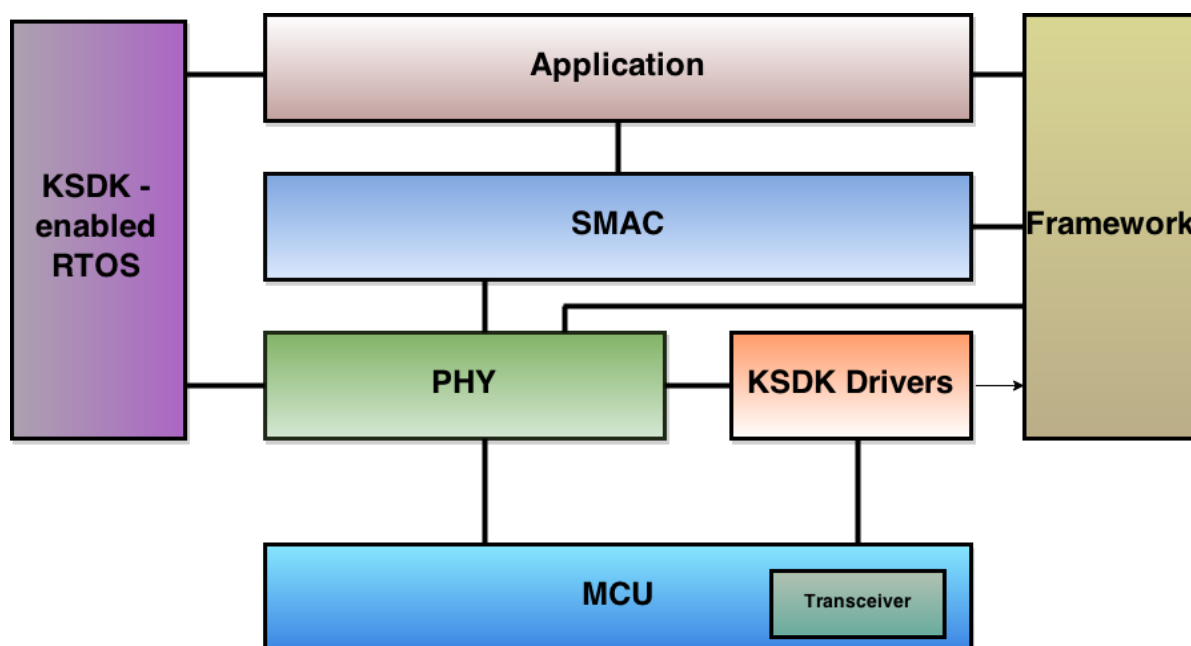 Application
KSDK -
enabled
RTOS
SMAC
Framework
PHY
KSDK Drivers
MCU
Transceiver